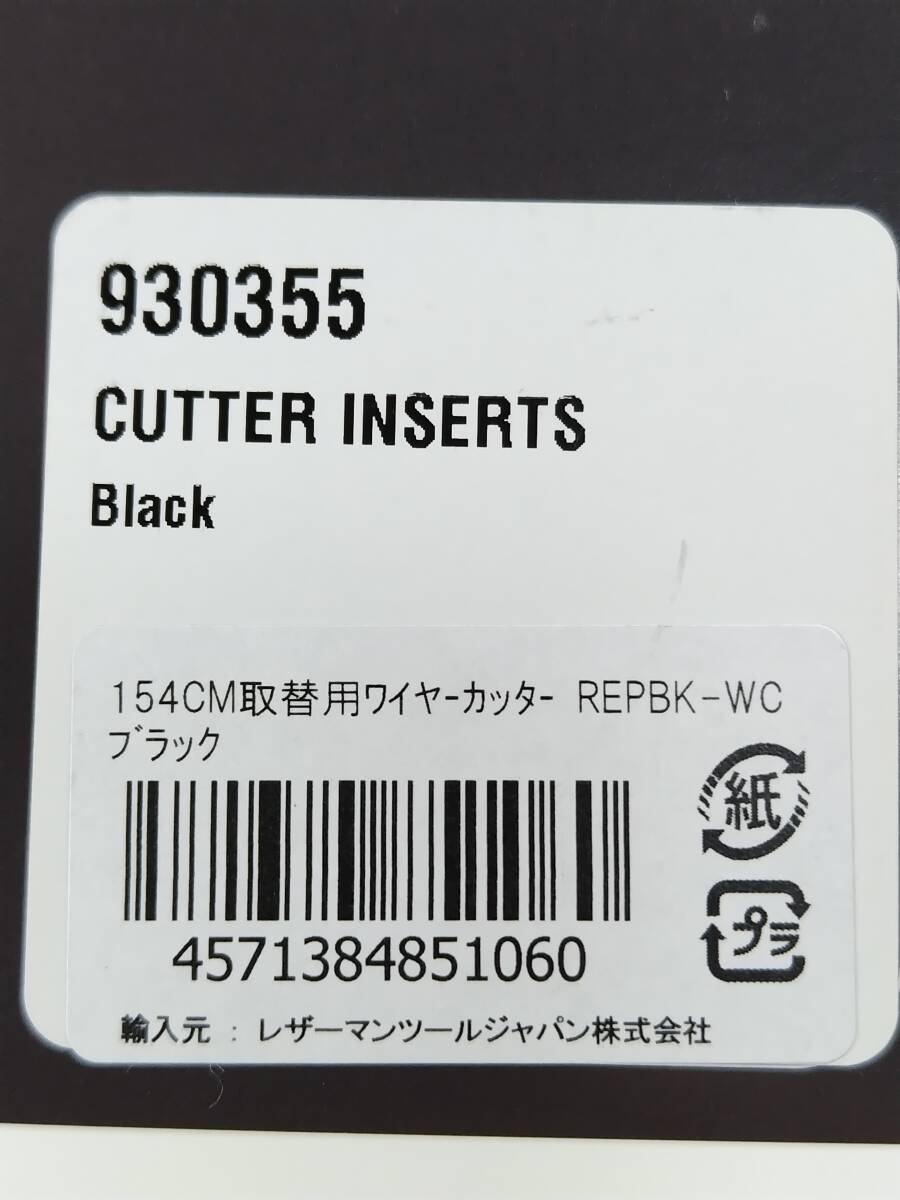 930355
CUTTER INSERTS
Black
154CM取替用ワイヤーカッター REPBK-WC
ブラック
紙
プラ
4571384851060
輸入元 : レザーマンツールジャパン株式会社